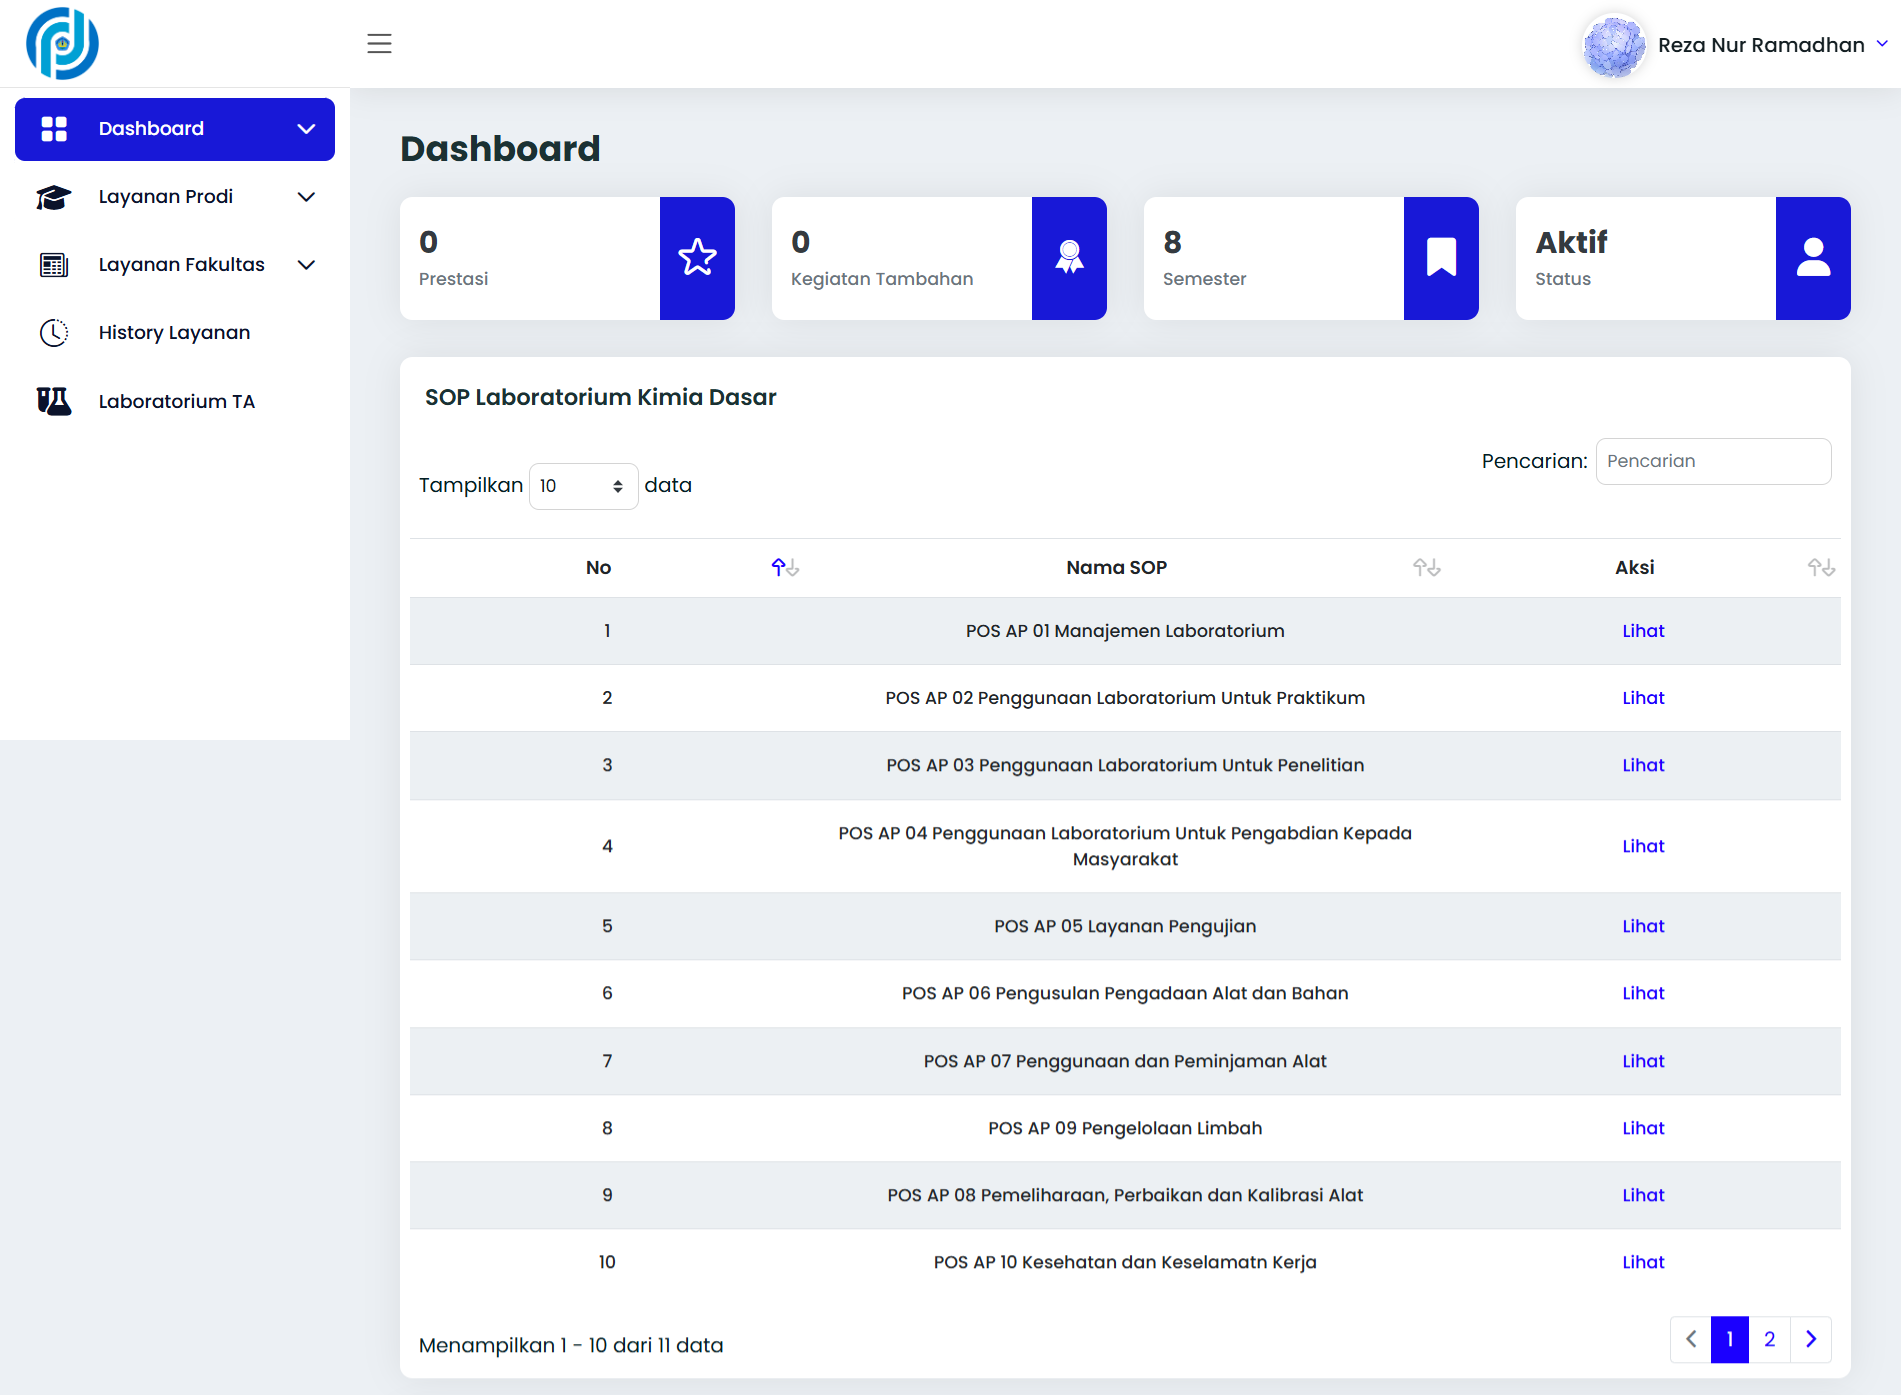 Reza Nur Ramadhan
Dashboard
Layanan Prodi
Layanan Fakultas
History Layanan
Laboratorium TA
Dashboard
0
Prestasi
0
Kegiatan Tambahan
8
Semester
Aktif
Status
SOP Laboratorium Kimia Dasar
Tampilkan 10 data
Pencarian: Pencarian
No Nama SOP Aksi
1 POS AP 01 Manajemen Laboratorium Lihat
2 POS AP 02 Penggunaan Laboratorium Untuk Praktikum Lihat
3 POS AP 03 Penggunaan Laboratorium Untuk Penelitian Lihat
4 POS AP 04 Penggunaan Laboratorium Untuk Pengabdian Kepada
Masyarakat Lihat
5 POS AP 05 Layanan Pengujian Lihat
6 POS AP 06 Pengusulan Pengadaan Alat dan Bahan Lihat
7 POS AP 07 Penggunaan dan Peminjaman Alat Lihat
8 POS AP 09 Pengelolaan Limbah Lihat
9 POS AP 08 Pemeliharaan, Perbaikan dan Kalibrasi Alat Lihat
10 POS AP 10 Kesehatan dan Keselamatn Kerja Lihat
Menampilkan 1 - 10 dari 11 data
1 2